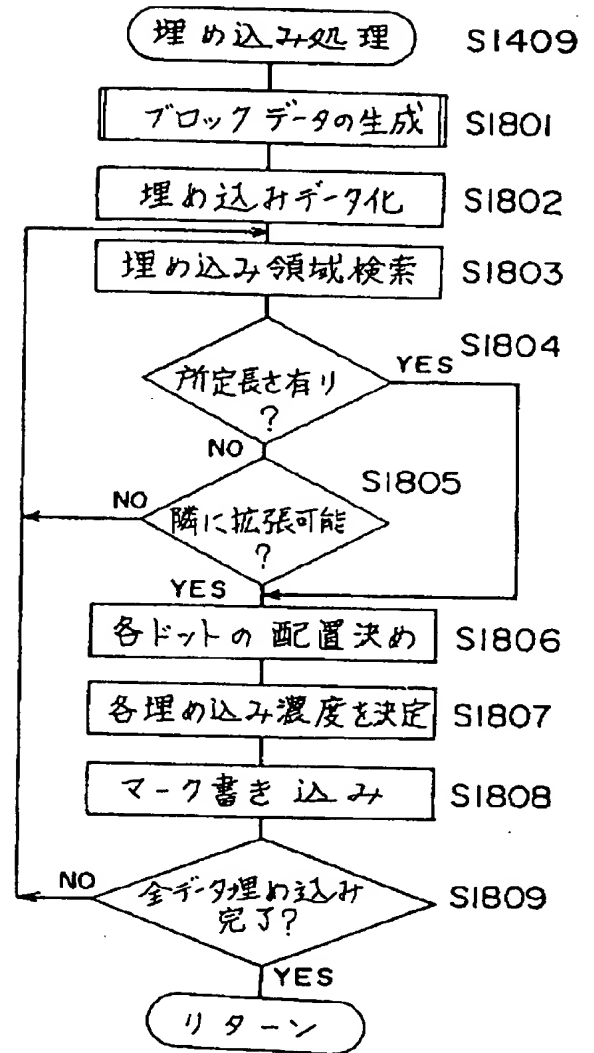 埋め込み処理 S1409
ブロックデータの生成 S1801
埋め込みデータ化 S1802
埋め込み領域検索 S1803
S1804
所定長さ有り
?
YES
NO
S1805
隣に拡張可能
?
NO
YES
各ドットの配置決め S1806
各埋め込み濃度を決定 S1807
マーク書き込み S1808
全データ埋め込み
完了?
S1809
NO
YES
リターン